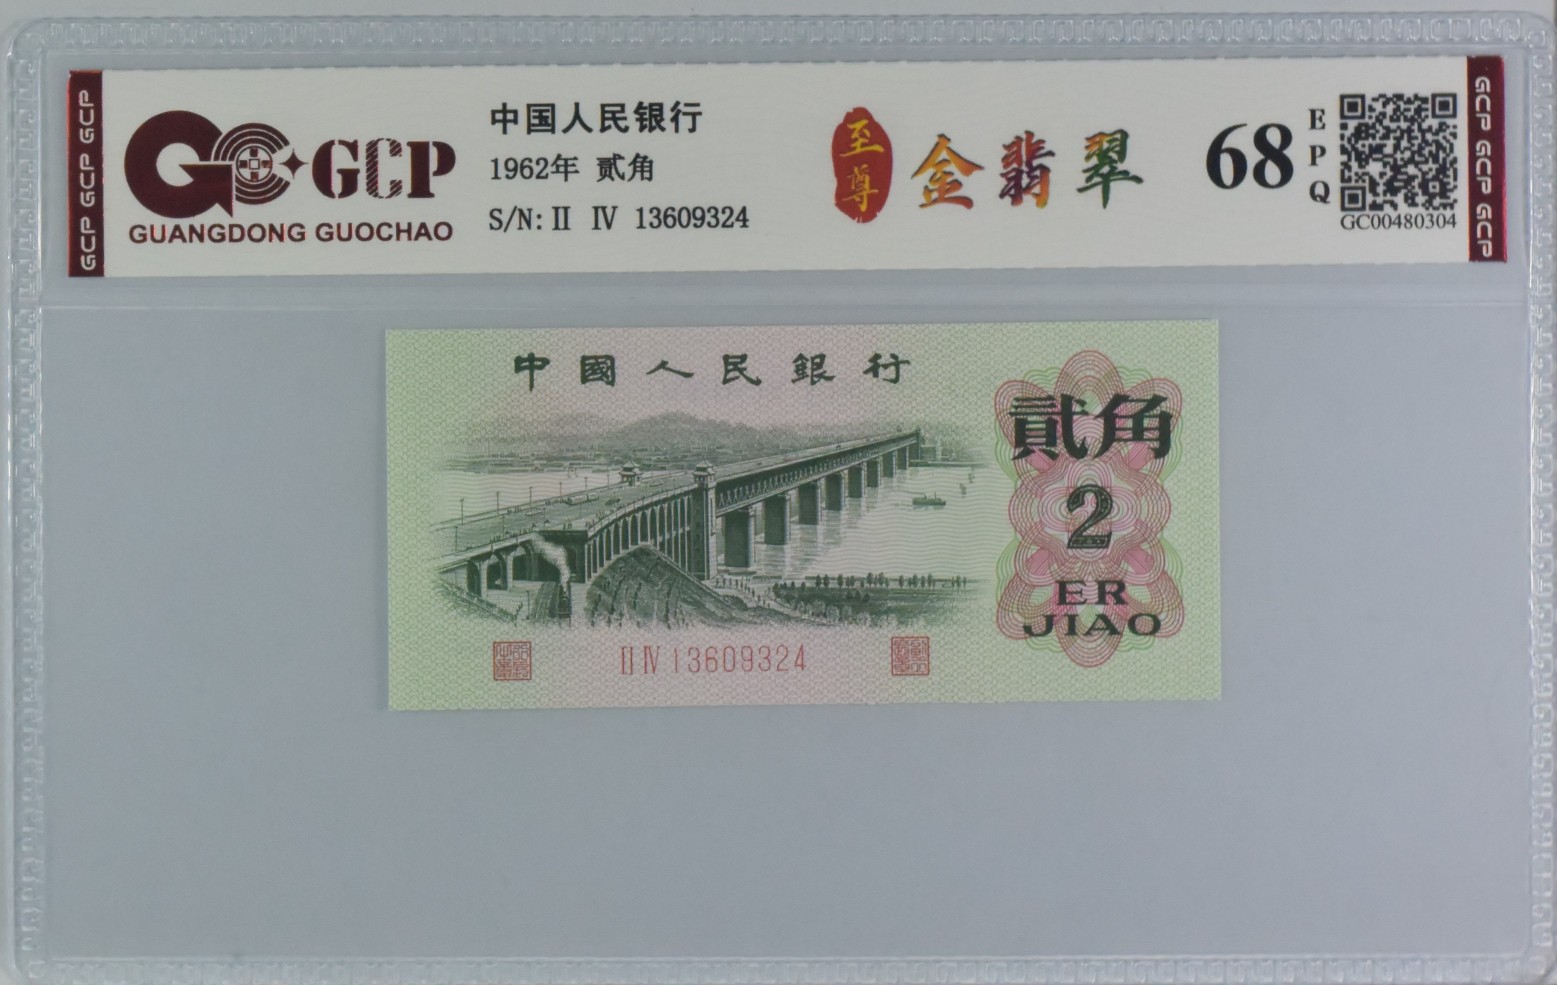 GCP GCP GCP
GCP
GUANGDONG GUOCHAO
中国人民银行
1962年 贰角
S/N: Ⅱ Ⅳ 13609324
至尊
金翡翠
68
EPQ
GC00480304
GCP GCP GCP
中國人民銀行
貳角
2
ER
JIAO
Ⅱ Ⅳ 13609324